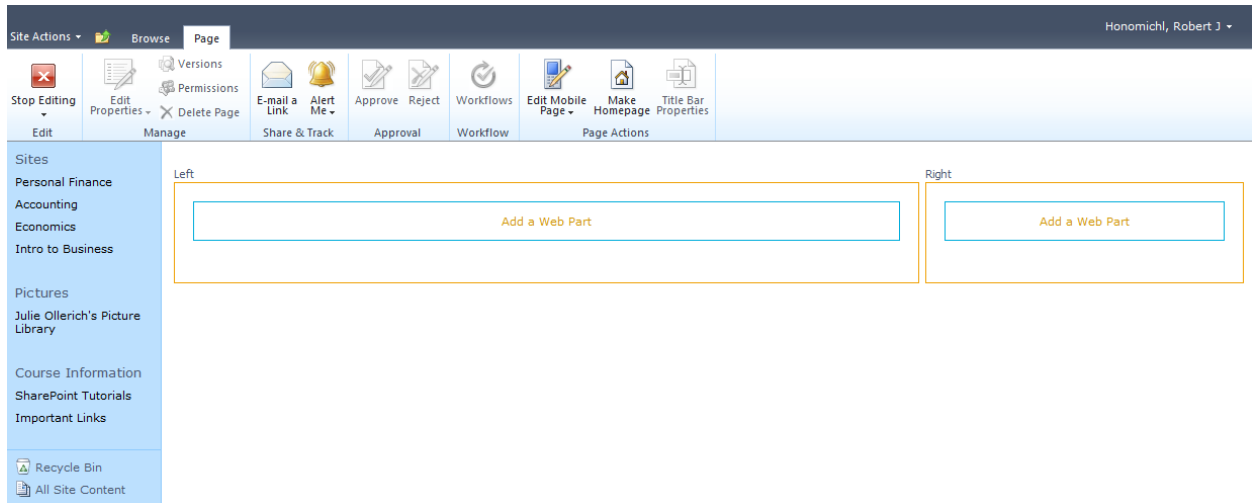 Honomichl, Robert J
Site Actions Browse Page
Versions
Permissions
Delete Page
Stop Editing
Edit
Properties
E-mail a
Link
Alert
Me
Approve Reject Workflows
Edit Mobile
Page
Make
Homepage
Title Bar
Properties
Edit Manage Share & Track Approval Workflow Page Actions
Sites
Personal Finance
Accounting
Economics
Intro to Business
Pictures
Julie Ollerich's Picture
Library
Course Information
SharePoint Tutorials
Important Links
Recycle Bin
All Site Content
Left
Add a Web Part
Right
Add a Web Part